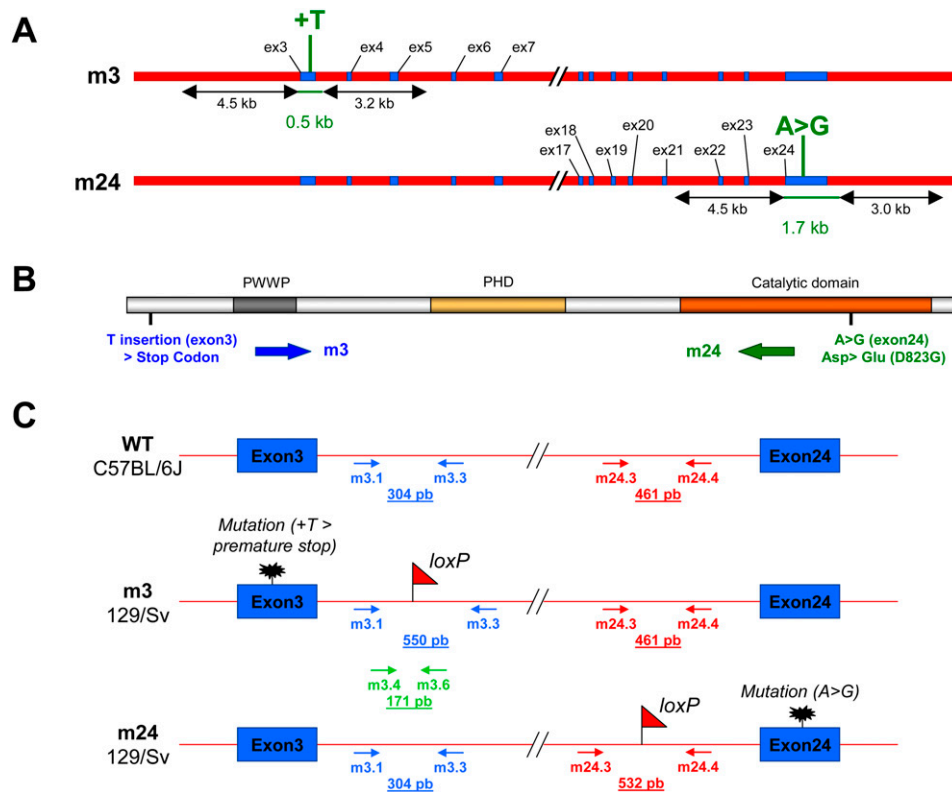 A
+T
ex3
ex4
ex5
ex6
ex7
m3
4.5 kb
3.2 kb
0.5 kb
A>G
ex17
ex18
ex19
ex20
ex21
ex22
ex23
ex24
m24
4.5 kb
3.0 kb
1.7 kb
B
PWWP
PHD
Catalytic domain
T insertion (exon3)
> Stop Codon
m3
m24
A>G (exon24)
Asp> Glu (D823G)
C
WT
C57BL/6J
Exon3
m3.1
m3.3
304 pb
m24.3
m24.4
461 pb
Exon24
Mutation (+T >
premature stop)
loxP
m3
129/Sv
Exon3
m3.1
m3.3
550 pb
m24.3
m24.4
461 pb
Exon24
m3.4
m3.6
171 pb
loxP
Mutation (A>G)
m24
129/Sv
Exon3
m3.1
m3.3
304 pb
m24.3
m24.4
532 pb
Exon24